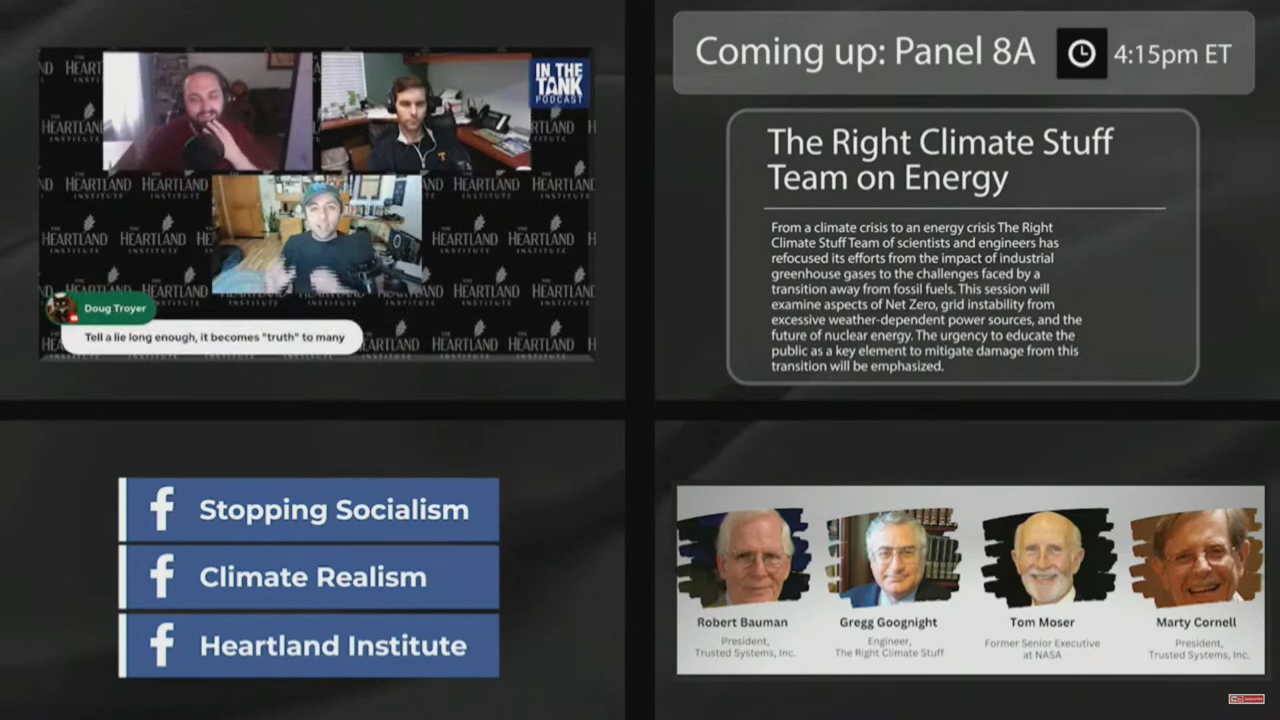 IN THE
TANK
PODCAST
THE
HEARTLAND
INSTITUTE
Doug Troyer
Tell a lie long enough, it becomes "truth" to many
Coming up: Panel 8A
4:15pm ET
The Right Climate Stuff
Team on Energy
From a climate crisis to an energy crisis The Right
Climate Stuff Team of scientists and engineers has
refocused its efforts from the impact of industrial
greenhouse gases to the challenges faced by a
transition away from fossil fuels. This session will
examine aspects of Net Zero, grid instability from
excessive weather-dependent power sources, and the
future of nuclear energy. The urgency to educate the
public as a key element to mitigate damage from this
transition will be emphasized.
Stopping Socialism
Climate Realism
Heartland Institute
Robert Bauman
President,
Trusted Systems, Inc.
Gregg Goognight
Engineer,
The Right Climate Stuff
Tom Moser
Former Senior Executive
at NASA
Marty Cornell
President,
Trusted Systems, Inc.